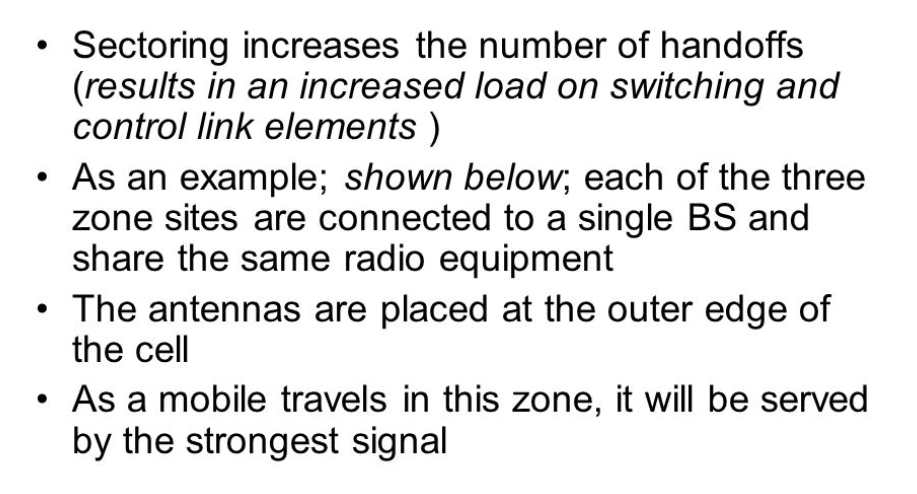 • Sectoring increases the number of handoffs
(results in an increased load on switching and
control link elements )
• As an example; shown below; each of the three
zone sites are connected to a single BS and
share the same radio equipment
• The antennas are placed at the outer edge of
the cell
• As a mobile travels in this zone, it will be served
by the strongest signal